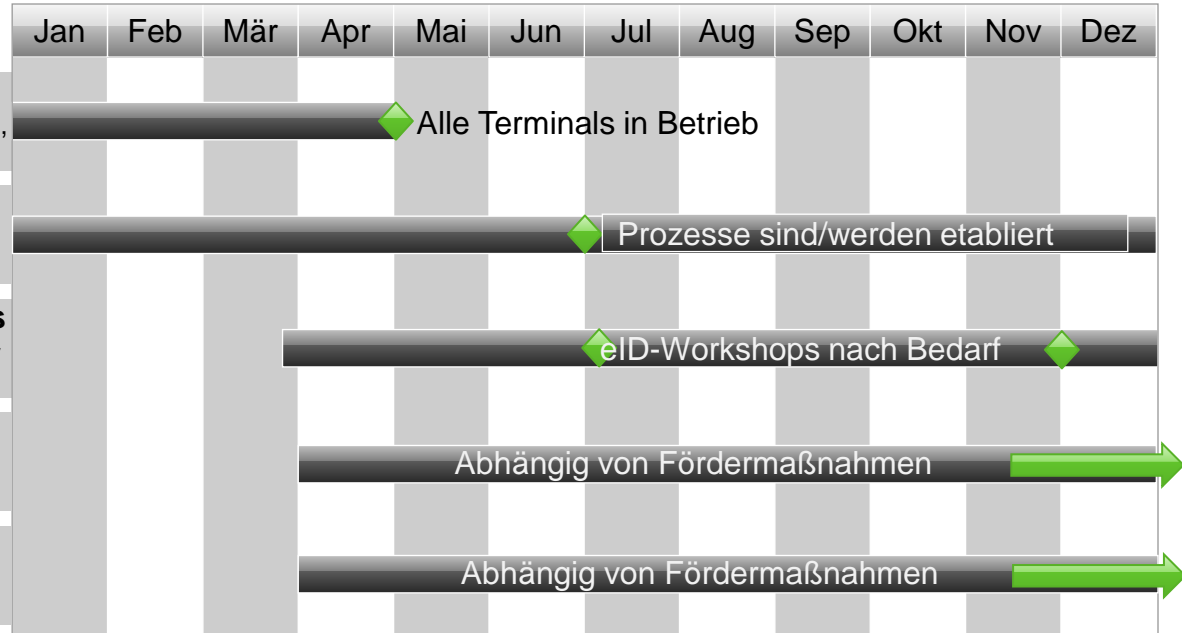 Jan Feb Mär Apr Mai Jun Jul Aug Sep Okt Nov Dez
Alle Terminals in Betrieb
Prozesse sind/werden etabliert
eID-Workshops nach Bedarf
Abhängig von Fördermaßnahmen
Abhängig von Fördermaßnahmen